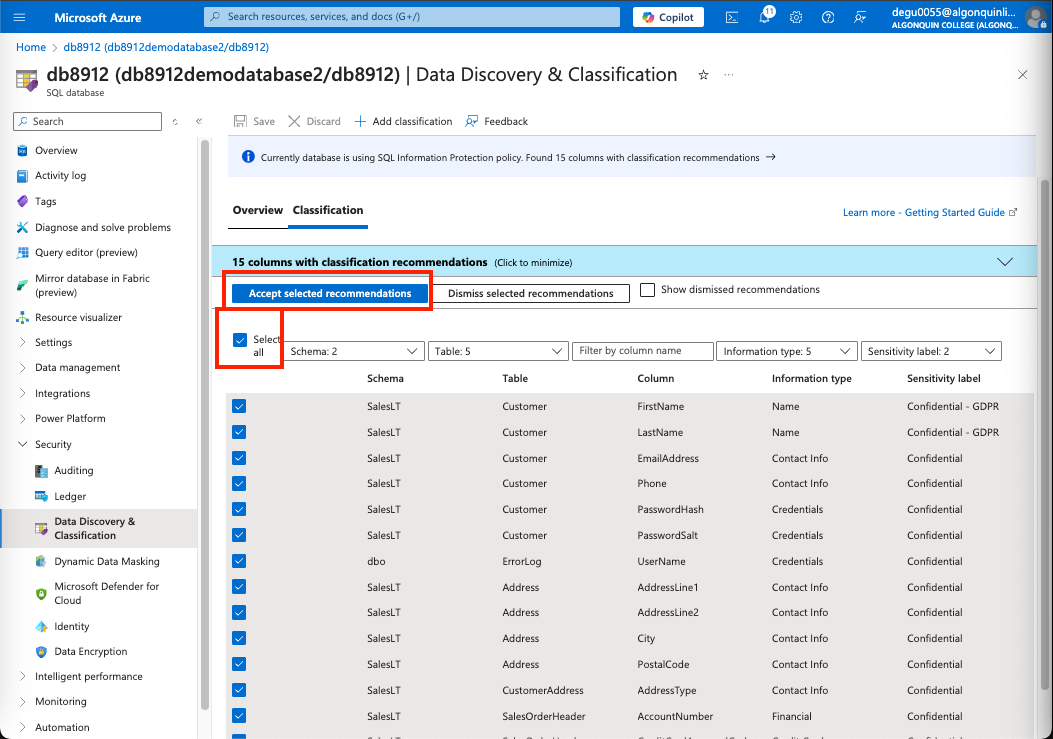 Microsoft Azure
Search resources, services, and docs (G+/)
Copilot
11
degu0055@algonquinli...
ALGONQUIN COLLEGE (ALGONQ...
Home > db8912 (db8912demodatabase2/db8912)
db8912 (db8912demodatabase2/db8912) | Data Discovery & Classification
SQL database
Search
Save Discard Add classification Feedback
Overview
Activity log
Tags
Diagnose and solve problems
Query editor (preview)
Mirror database in Fabric
(preview)
Resource visualizer
Settings
Data management
Integrations
Power Platform
Security
Auditing
Ledger
Data Discovery &
Classification
Dynamic Data Masking
Microsoft Defender for
Cloud
Identity
Data Encryption
Intelligent performance
Monitoring
Automation
Currently database is using SQL Information Protection policy. Found 15 columns with classification recommendations →
Overview Classification
Learn more - Getting Started Guide
15 columns with classification recommendations (Click to minimize)
Accept selected recommendations Dismiss selected recommendations Show dismissed recommendations
Select
all
Schema: 2 Table: 5 Filter by column name Information type: 5 Sensitivity label: 2
Schema Table Column Information type Sensitivity label
SalesLT Customer FirstName Name Confidential - GDPR
SalesLT Customer LastName Name Confidential - GDPR
SalesLT Customer EmailAddress Contact Info Confidential
SalesLT Customer Phone Contact Info Confidential
SalesLT Customer PasswordHash Credentials Confidential
SalesLT Customer PasswordSalt Credentials Confidential
dbo ErrorLog UserName Credentials Confidential
SalesLT Address AddressLine1 Contact Info Confidential
SalesLT Address AddressLine2 Contact Info Confidential
SalesLT Address City Contact Info Confidential
SalesLT Address PostalCode Contact Info Confidential
SalesLT CustomerAddress AddressType Contact Info Confidential
SalesLT SalesOrderHeader AccountNumber Financial Confidential